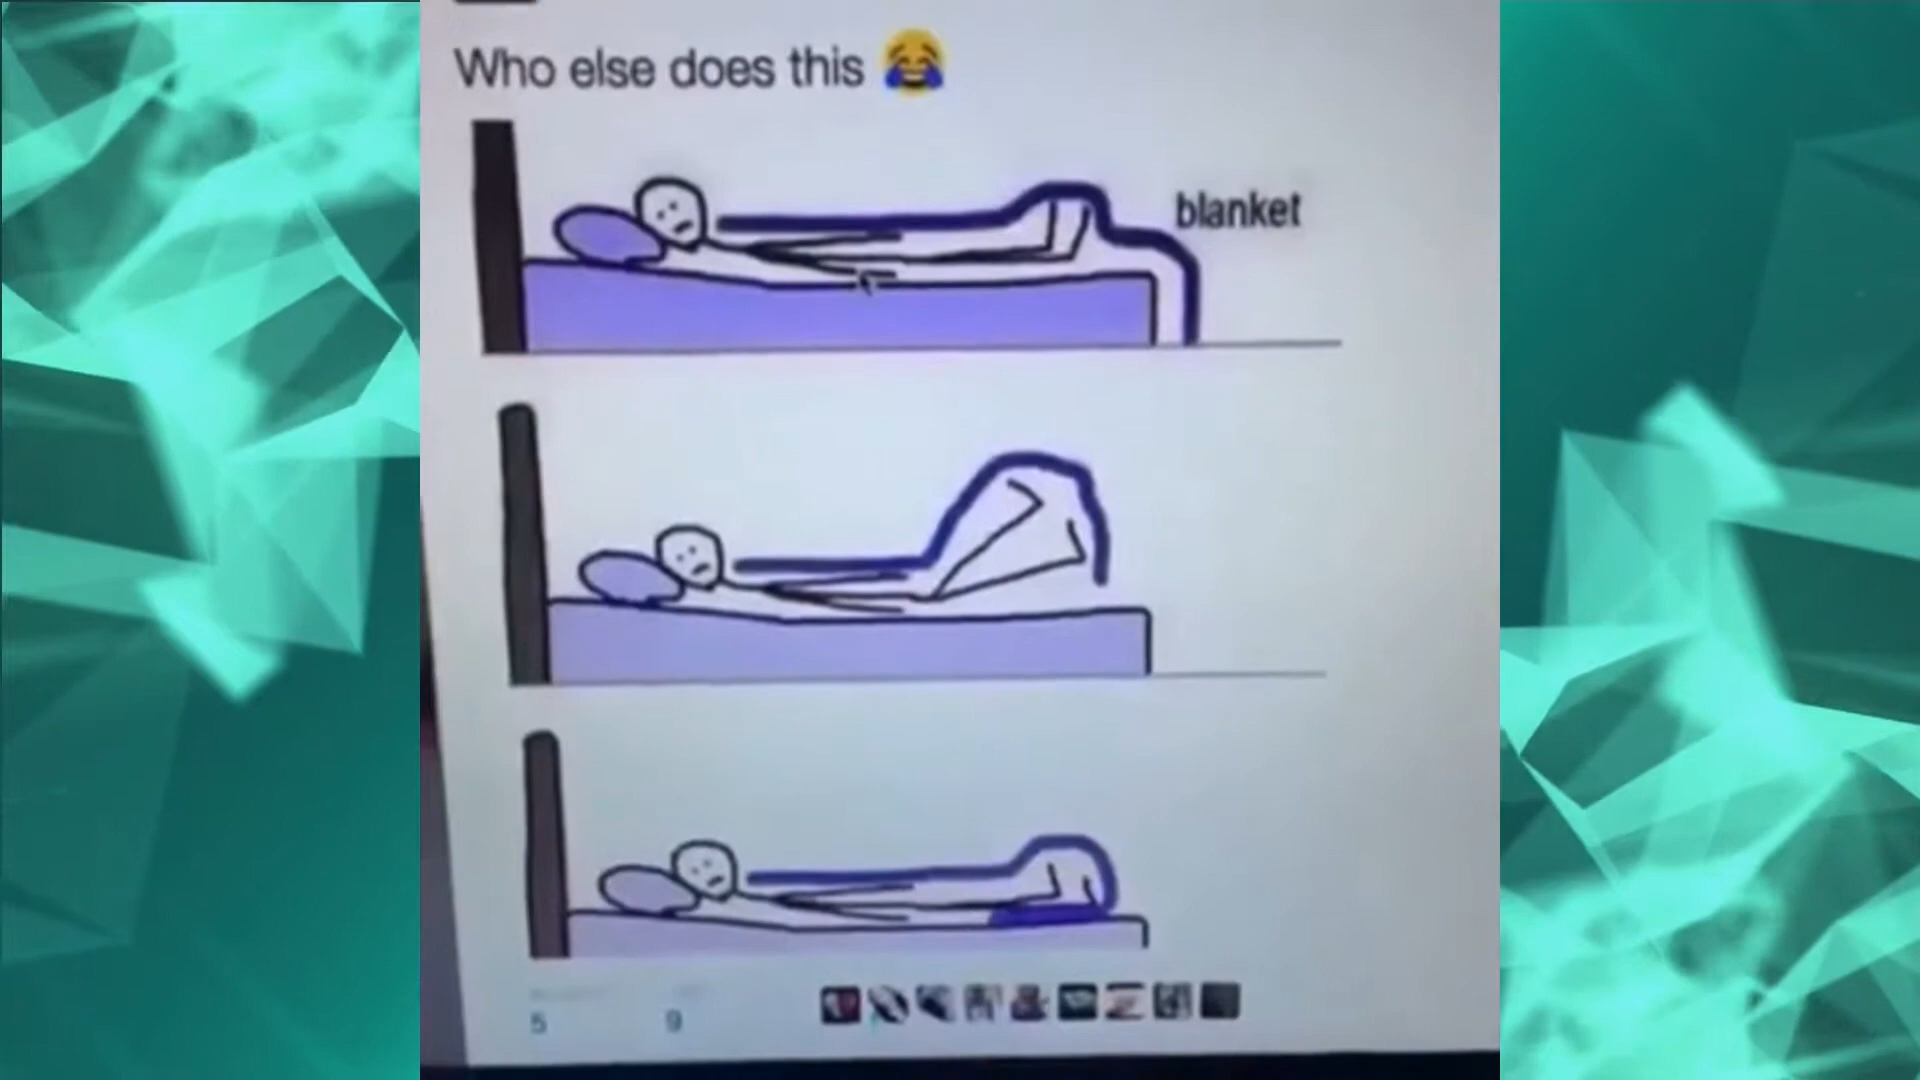 Who else does this 😂
blanket
5 9